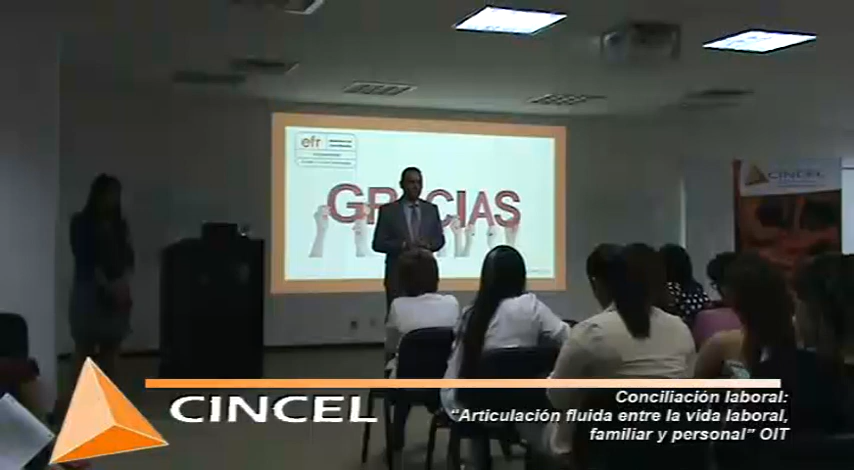 efr
GRACIAS
CINCEL
CINCEL
Conciliación laboral:
“Articulación fluida entre la vida laboral,
familiar y personal” OIT